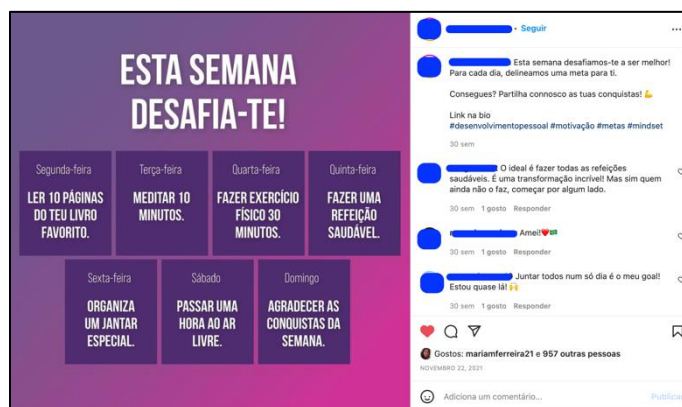 ESTA SEMANA
DESAFIA-TE!
Segunda-feira
LER 10 PÁGINAS
DO TEU LIVRO
FAVORITO.
Terça-feira
MEDITAR 10
MINUTOS.
Quarta-feira
FAZER EXERCÍCIO
FÍSICO 30
MINUTOS.
Quinta-feira
FAZER UMA
REFEIÇÃO
SAUDÁVEL.
Sexta-feira
ORGANIZA
UM JANTAR
ESPECIAL.
Sábado
PASSAR UMA
HORA AO AR
LIVRE.
Domingo
AGRADECER AS
CONQUISTAS DA
SEMANA.
• Seguir
Esta semana desafiamos-te a ser melhor!
Para cada dia, delineamos uma meta para ti.
Consegues? Partilha connosco as tuas conquistas! 💪
Link na bio
#desenvolvimentopessoal #motivação #metas #mindset
30 sem
O ideal é fazer todas as refeições
saudáveis. É uma transformação incrível! Mas sim quem
ainda não o faz, começar por algum lado.
30 sem 1 gosto Responder
Amei!❤️
30 sem 1 gosto Responder
Juntar todos num só dia é o meu goal!
Estou quase lá! 🙌
30 sem 1 gosto Responder
Gostos: mariamferreira21 e 957 outras pessoas
NOVEMBRO 22, 2021
Adiciona um comentário...
Publicar